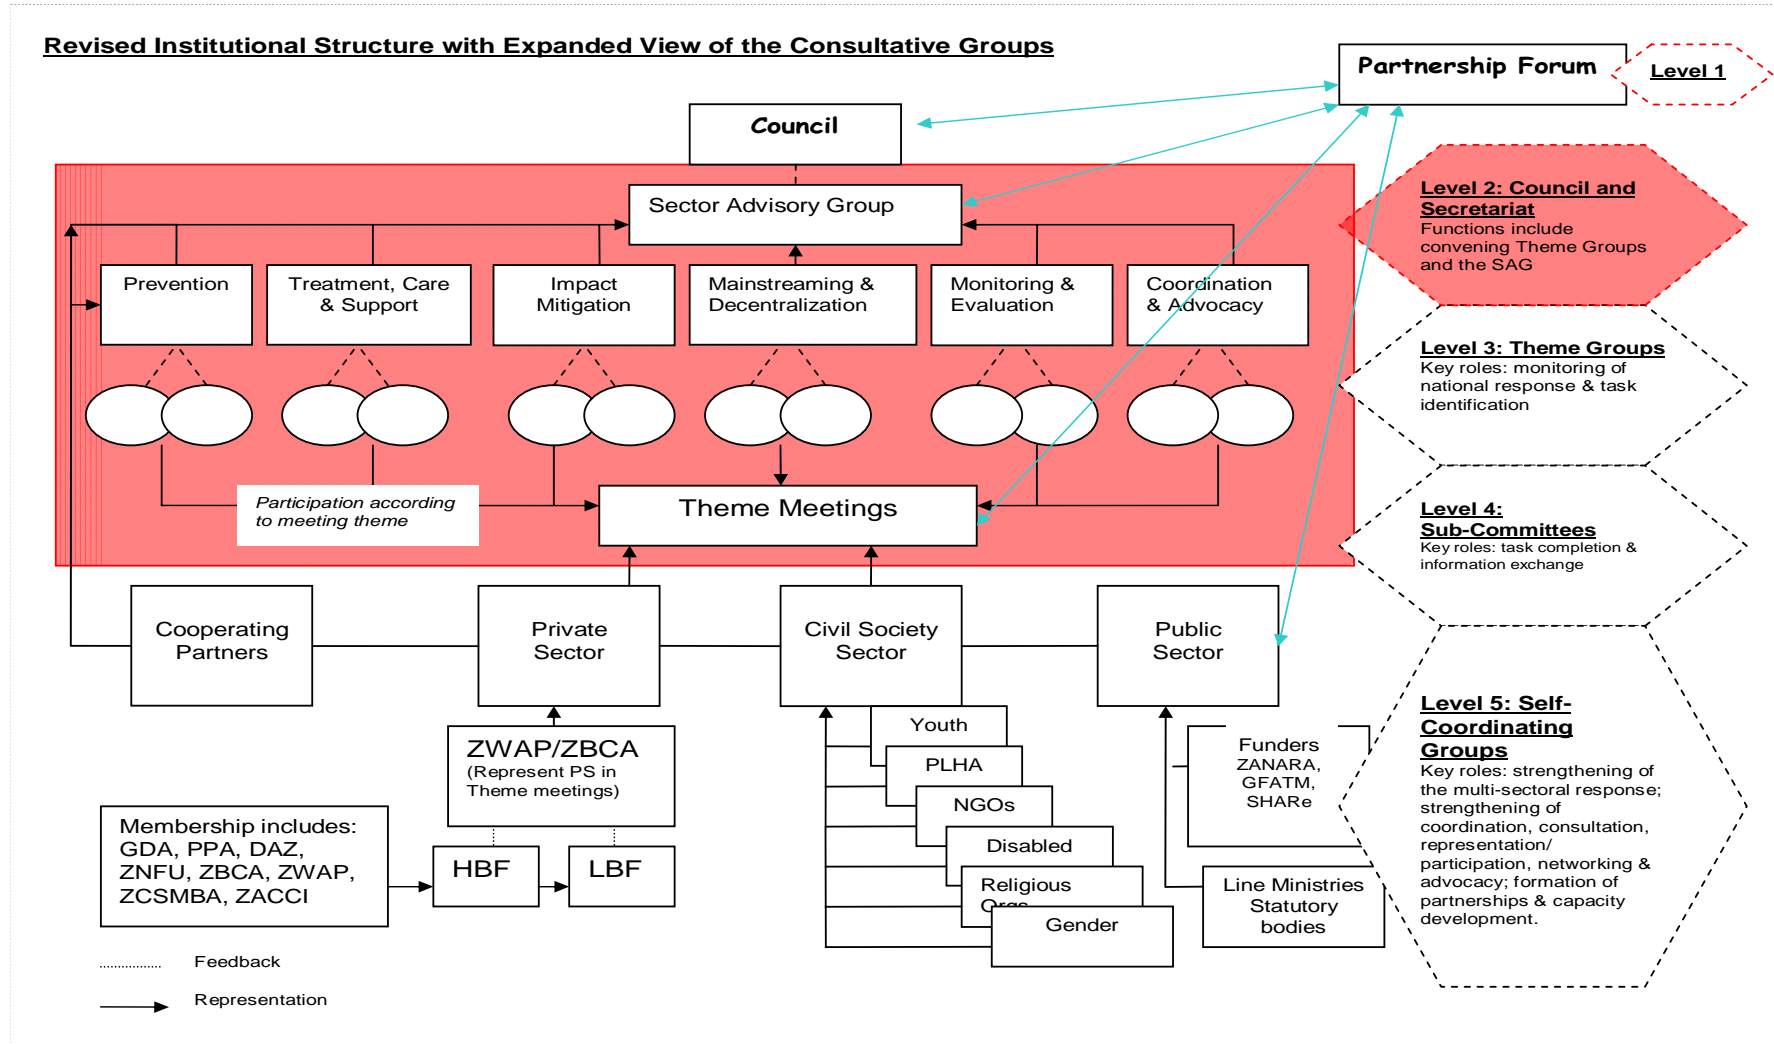 Revised Institutional Structure with Expanded View of the Consultative Groups
Partnership Forum
Level 1
Council
Sector Advisory Group
Level 2: Council and
Secretariat
Functions include
convening Theme Groups
and the SAG
Prevention
Treatment, Care
& Support
Impact
Mitigation
Mainstreaming &
Decentralization
Monitoring &
Evaluation
Coordination
& Advocacy
Level 3: Theme Groups
Key roles: monitoring of
national response & task
identification
Participation according
to meeting theme
Theme Meetings
Level 4:
Sub-Committees
Key roles: task completion &
information exchange
Cooperating
Partners
Private
Sector
Civil Society
Sector
Public
Sector
Level 5: Self-
Coordinating
Groups
Key roles: strengthening of
the multi-sectoral response;
strengthening of
coordination, consultation,
representation/
participation, networking &
advocacy; formation of
partnerships & capacity
development.
ZWAP/ZBCA
(Represent PS in
Theme meetings)
Youth
PLHA
NGOs
Disabled
Religious
Orgs
Gender
Funders
ZANARA,
GFATM,
SHARe
Line Ministries
Statutory
bodies
Membership includes:
GDA, PPA, DAZ,
ZNFU, ZBCA, ZWAP,
ZCSMBA, ZACCI
HBF
LBF
Feedback
Representation